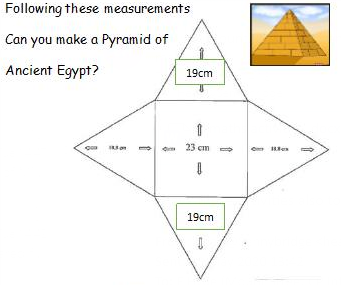 Following these measurements
Can you make a Pyramid of
Ancient Egypt?
19cm
23 cm
19cm